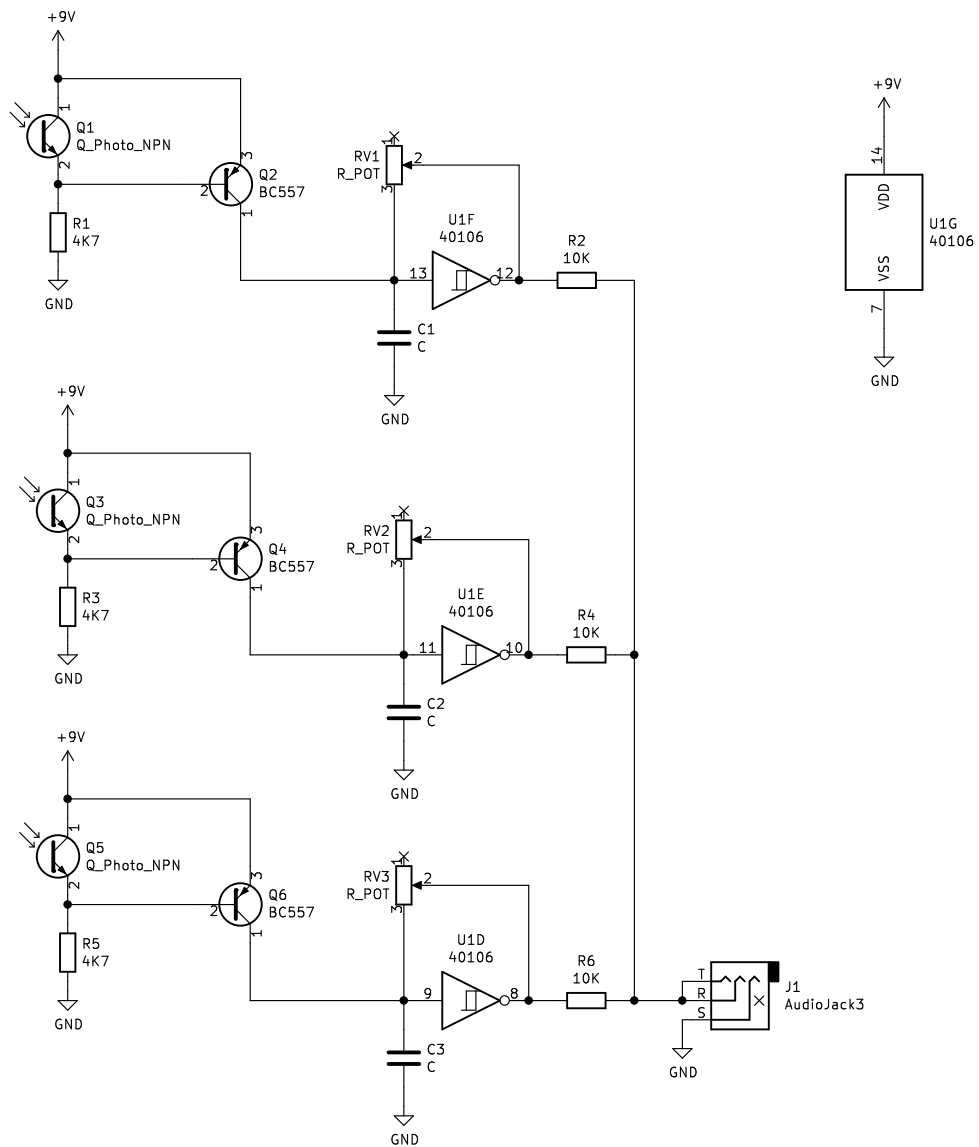 +9V
1
Q1
Q_Photo_NPN
2
R1
4K7
GND
3
Q2
BC557
2
1
1
RV1
R_POT
2
3
U1F
40106
13
12
R2
10K
C1
C
GND
+9V
14
VDD
U1G
40106
VSS
7
GND
+9V
1
Q3
Q_Photo_NPN
2
R3
4K7
GND
3
Q4
BC557
2
1
1
RV2
R_POT
2
3
U1E
40106
11
10
R4
10K
C2
C
GND
+9V
1
Q5
Q_Photo_NPN
2
R5
4K7
GND
3
Q6
BC557
2
1
1
RV3
R_POT
2
3
U1D
40106
9
8
R6
10K
C3
C
GND
T
R
S
J1
AudioJack3
GND